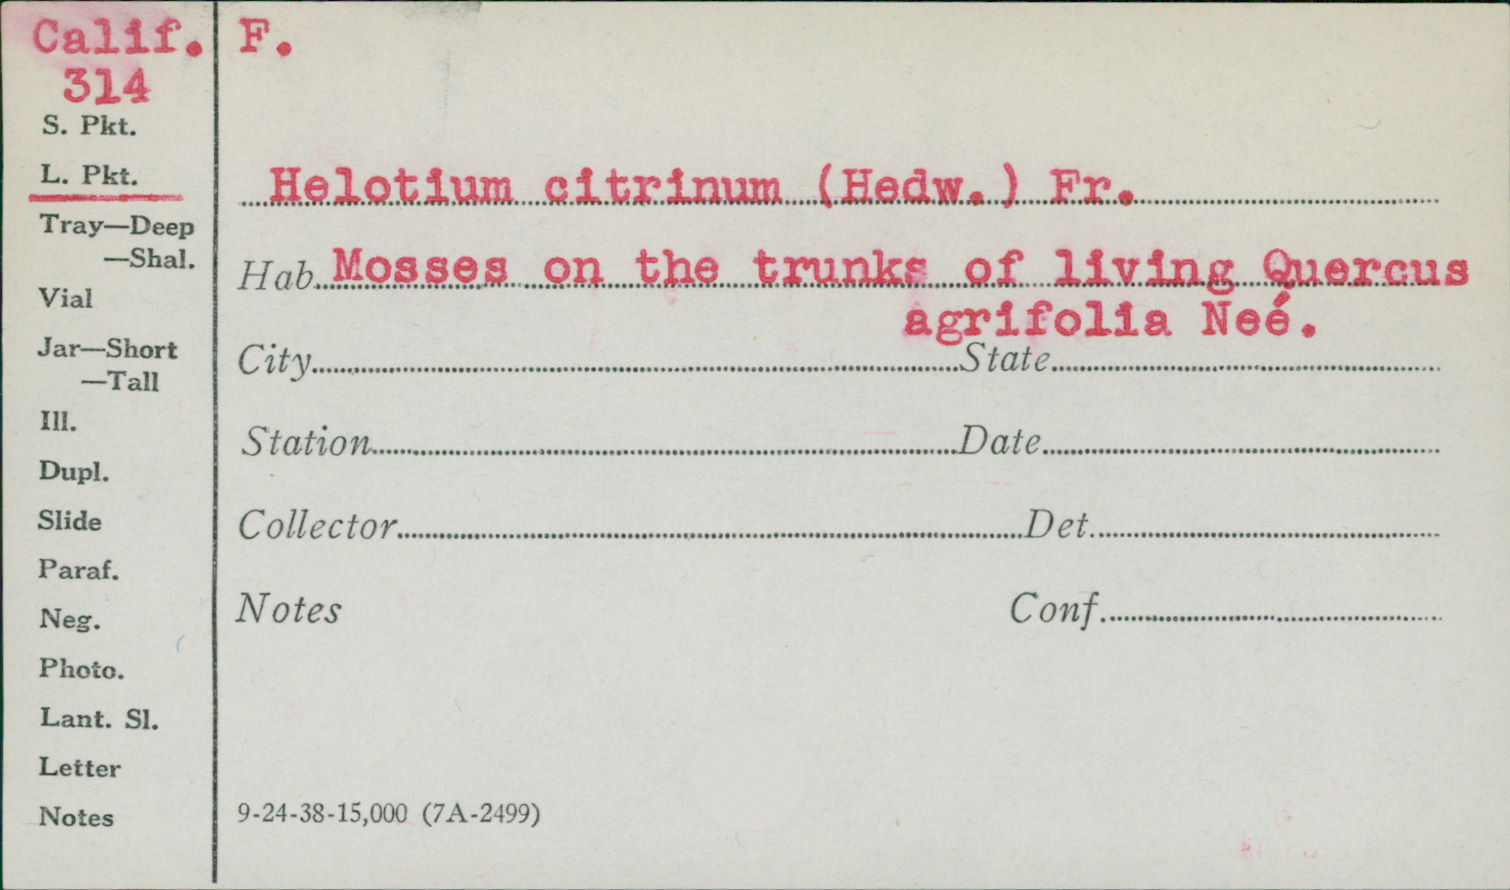 Calif. F.
314
S. Pkt.
L. Pkt.
Helotium citrinum (Hedw.) Fr.
Tray—Deep
—Shal.
Hab. Mosses on the trunks of living Quercus
agrifolia Neé.
Vial
Jar—Short
—Tall
City State
Ill.
Station Date
Dupl.
Slide
Collector Det.
Paraf.
Neg.
Notes Conf.
Photo.
Lant. Sl.
Letter
Notes
9-24-38-15,000 (7A-2499)